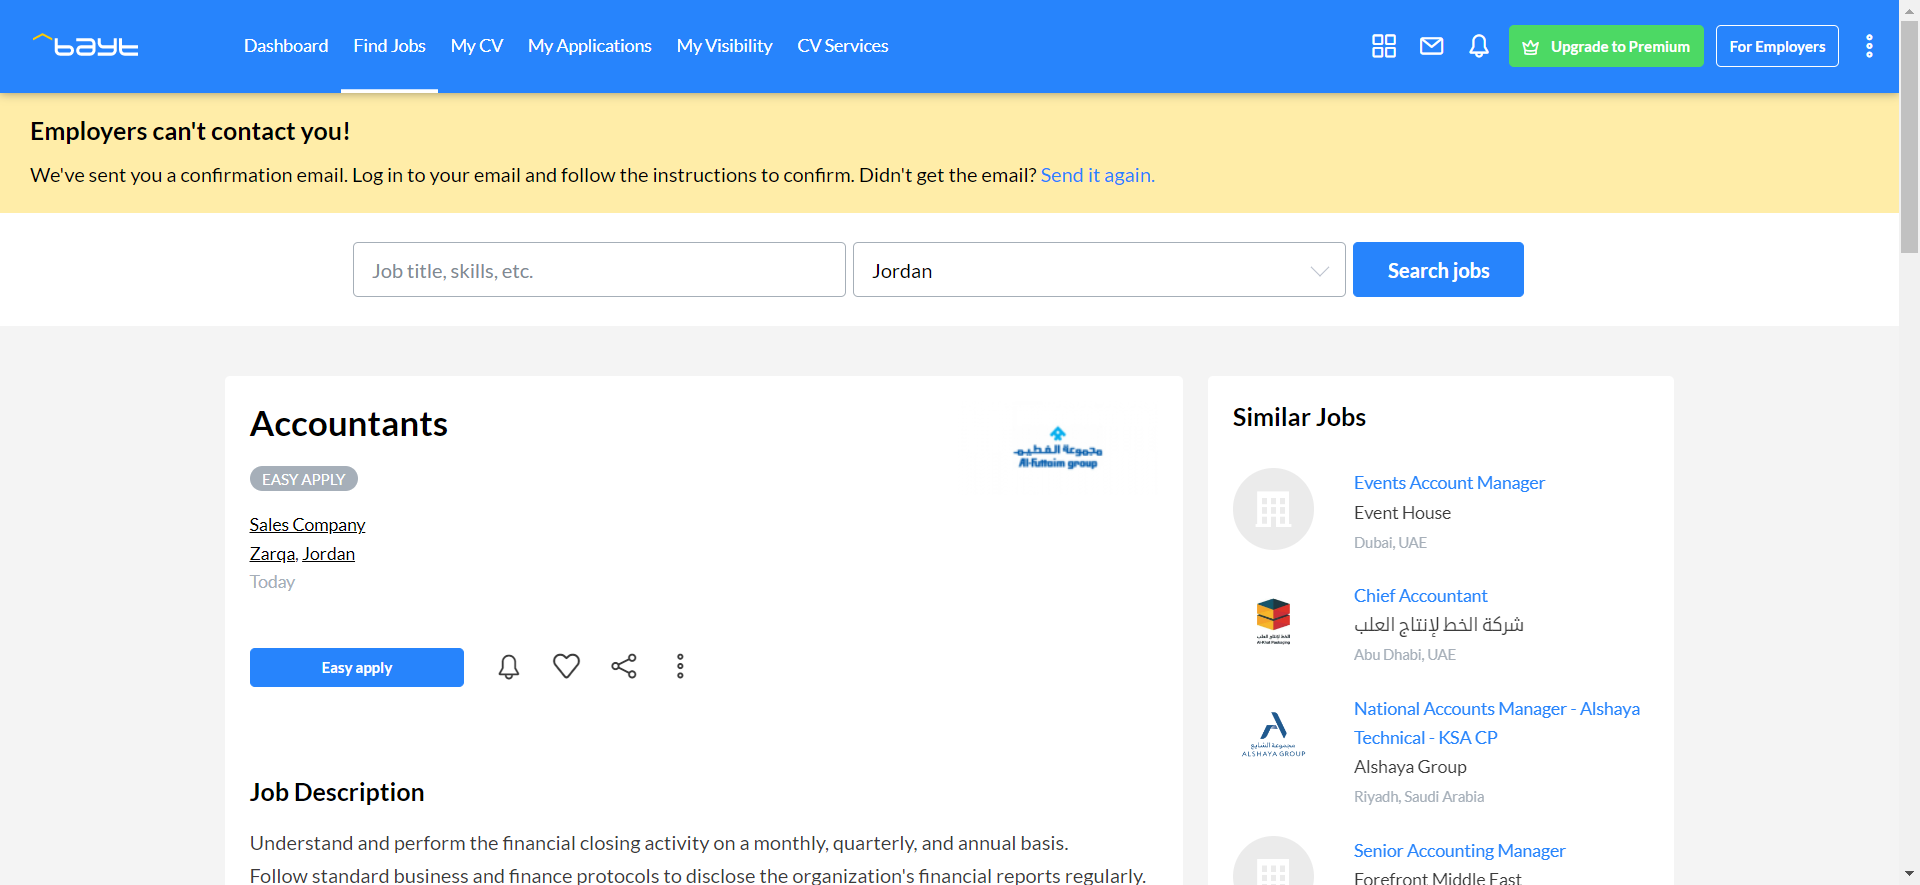 bayt
Dashboard
Find Jobs
My CV
My Applications
My Visibility
CV Services
Upgrade to Premium
For Employers
Employers can't contact you!
We've sent you a confirmation email. Log in to your email and follow the instructions to confirm. Didn't get the email? Send it again.
Job title, skills, etc.
Jordan
Search jobs
Accountants
مجموعة الفطيم
Al-Futtaim group
EASY APPLY
Sales Company
Zarqa, Jordan
Today
Easy apply
Job Description
Understand and perform the financial closing activity on a monthly, quarterly, and annual basis.
Follow standard business and finance protocols to disclose the organization's financial reports regularly.
Similar Jobs
Events Account Manager
Event House
Dubai, UAE
Chief Accountant
شركة الخط لإنتاج العلب
Abu Dhabi, UAE
National Accounts Manager - Alshaya
Technical - KSA CP
Alshaya Group
Riyadh, Saudi Arabia
مجموعة الشايع
ALSHAYA GROUP
Senior Accounting Manager
Forefront Middle East